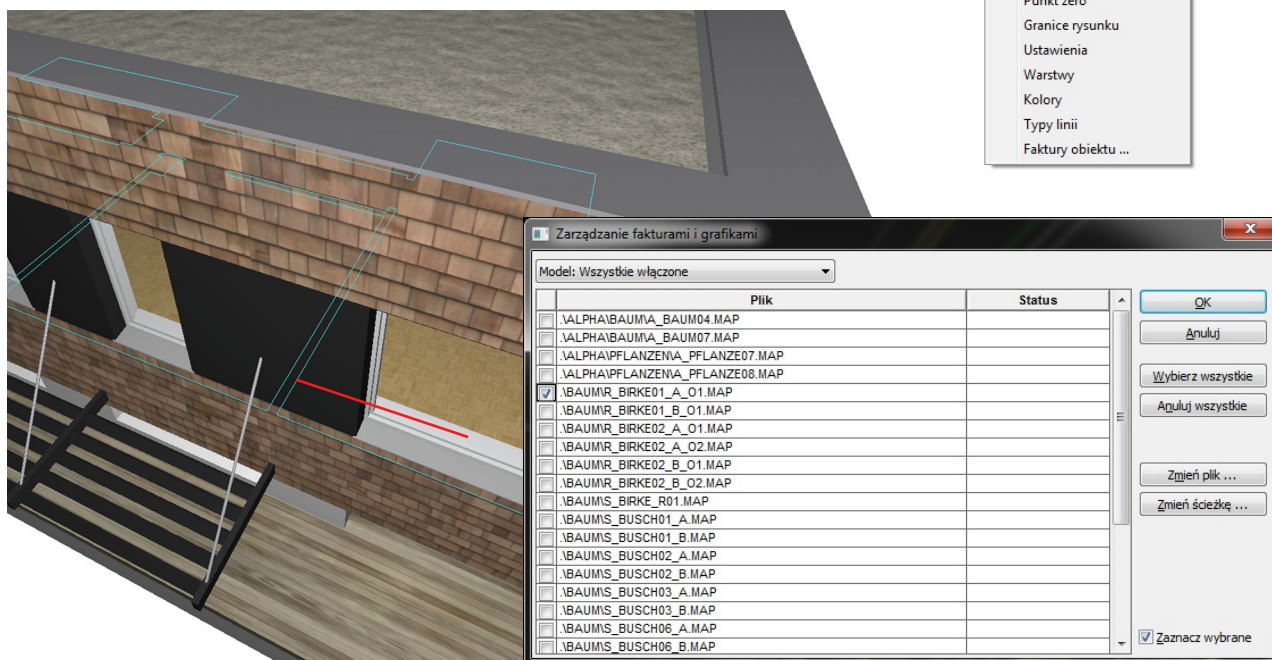 Punkt zero
Granice rysunku
Ustawienia
Warstwy
Kolory
Typy linii
Faktury obiektu ...
Zarządzanie fakturami i grafikami
Model: Wszystkie włączone
Plik Status
.\ALPHA\BAUM\A_BAUM04.MAP
.\ALPHA\BAUM\A_BAUM07.MAP
.\ALPHA\PFLANZEN\A_PFLANZE07.MAP
.\ALPHA\PFLANZEN\A_PFLANZE08.MAP
.\BAUM\R_BIRKE01_A_O1.MAP
.\BAUM\R_BIRKE01_B_O1.MAP
.\BAUM\R_BIRKE02_A_O1.MAP
.\BAUM\R_BIRKE02_A_O2.MAP
.\BAUM\R_BIRKE02_B_O1.MAP
.\BAUM\R_BIRKE02_B_O2.MAP
.\BAUM\S_BIRKE_R01.MAP
.\BAUM\S_BUSCH01_A.MAP
.\BAUM\S_BUSCH01_B.MAP
.\BAUM\S_BUSCH02_A.MAP
.\BAUM\S_BUSCH02_B.MAP
.\BAUM\S_BUSCH03_A.MAP
.\BAUM\S_BUSCH03_B.MAP
.\BAUM\S_BUSCH06_A.MAP
.\BAUM\S_BUSCH06_B.MAP
OK
Anuluj
Wybierz wszystkie
Anuluj wszystkie
Zmień plik ...
Zmień ścieżkę ...
Zaznacz wybrane